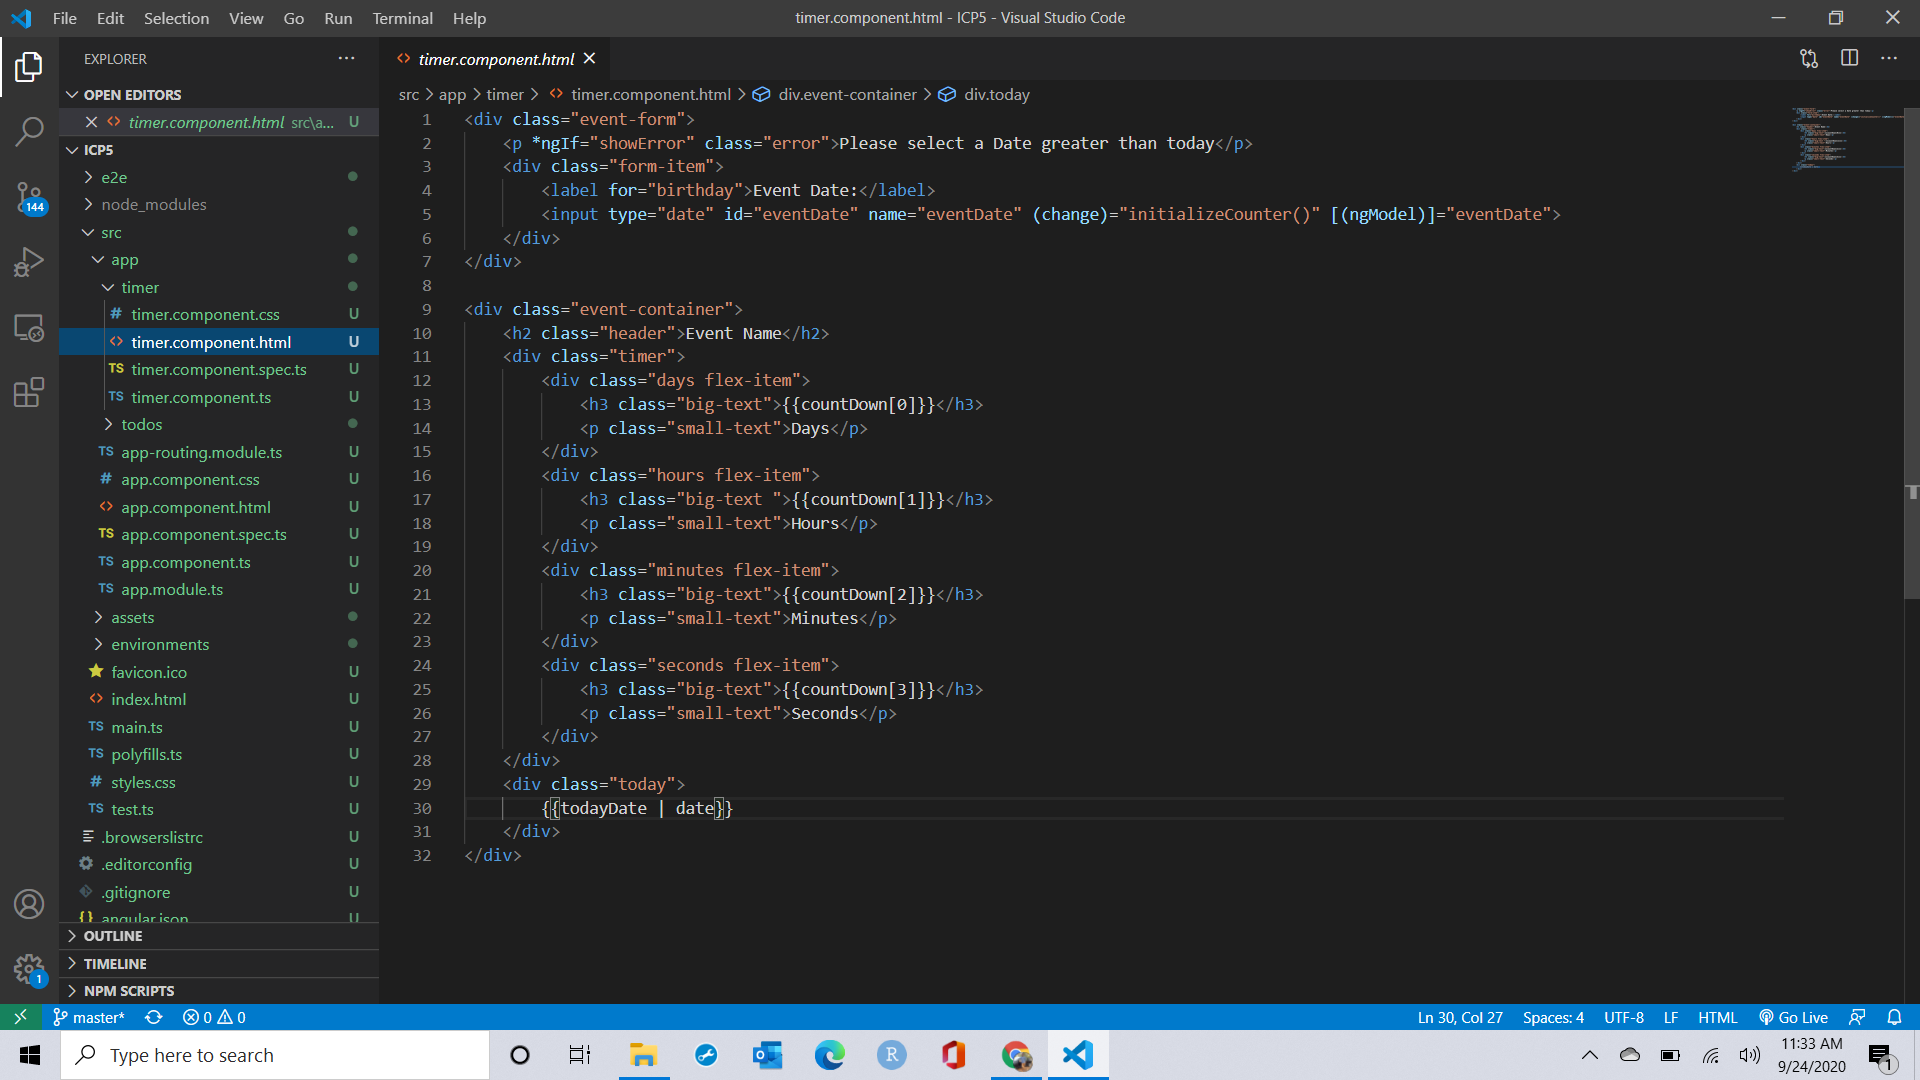 File Edit Selection View Go Run Terminal Help
timer.component.html - ICP5 - Visual Studio Code
EXPLORER
OPEN EDITORS
timer.component.html src\a... U
ICP5
e2e
node_modules
src
app
timer
timer.component.css U
timer.component.html U
TS timer.component.spec.ts U
TS timer.component.ts U
todos
TS app-routing.module.ts U
# app.component.css U
app.component.html U
TS app.component.spec.ts U
TS app.component.ts U
TS app.module.ts U
assets
environments
favicon.ico U
index.html U
TS main.ts U
TS polyfills.ts U
# styles.css U
TS test.ts U
.browserslistrc U
.editorconfig U
.gitignore U
{} angular.json U
OUTLINE
TIMELINE
NPM SCRIPTS
144
1
timer.component.html
src > app > timer > timer.component.html > div.event-container > div.today
1 <div class="event-form">
2 <p *ngIf="showError" class="error">Please select a Date greater than today</p>
3 <div class="form-item">
4 <label for="birthday">Event Date:</label>
5 <input type="date" id="eventDate" name="eventDate" (change)="initializeCounter()" [(ngModel)]="eventDate">
6 </div>
7 </div>
8
9 <div class="event-container">
10 <h2 class="header">Event Name</h2>
11 <div class="timer">
12 <div class="days flex-item">
13 <h3 class="big-text">{{countDown[0]}}</h3>
14 <p class="small-text">Days</p>
15 </div>
16 <div class="hours flex-item">
17 <h3 class="big-text ">{{countDown[1]}}</h3>
18 <p class="small-text">Hours</p>
19 </div>
20 <div class="minutes flex-item">
21 <h3 class="big-text">{{countDown[2]}}</h3>
22 <p class="small-text">Minutes</p>
23 </div>
24 <div class="seconds flex-item">
25 <h3 class="big-text">{{countDown[3]}}</h3>
26 <p class="small-text">Seconds</p>
27 </div>
28 </div>
29 <div class="today">
30 {{todayDate | date}}
31 </div>
32 </div>
master* 0 0
Ln 30, Col 27 Spaces: 4 UTF-8 LF HTML Go Live
Type here to search
R
11:33 AM
9/24/2020
1